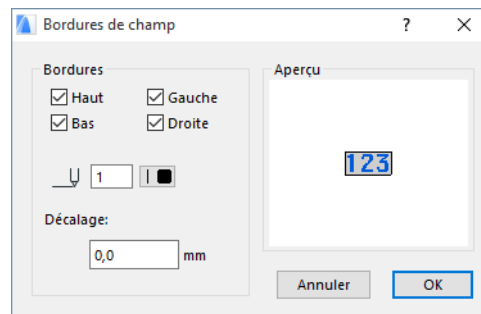 Bordures de champ ?
Bordures
Haut Gauche
Bas Droite
1
Décalage:
0,0 mm
Aperçu
123
Annuler OK